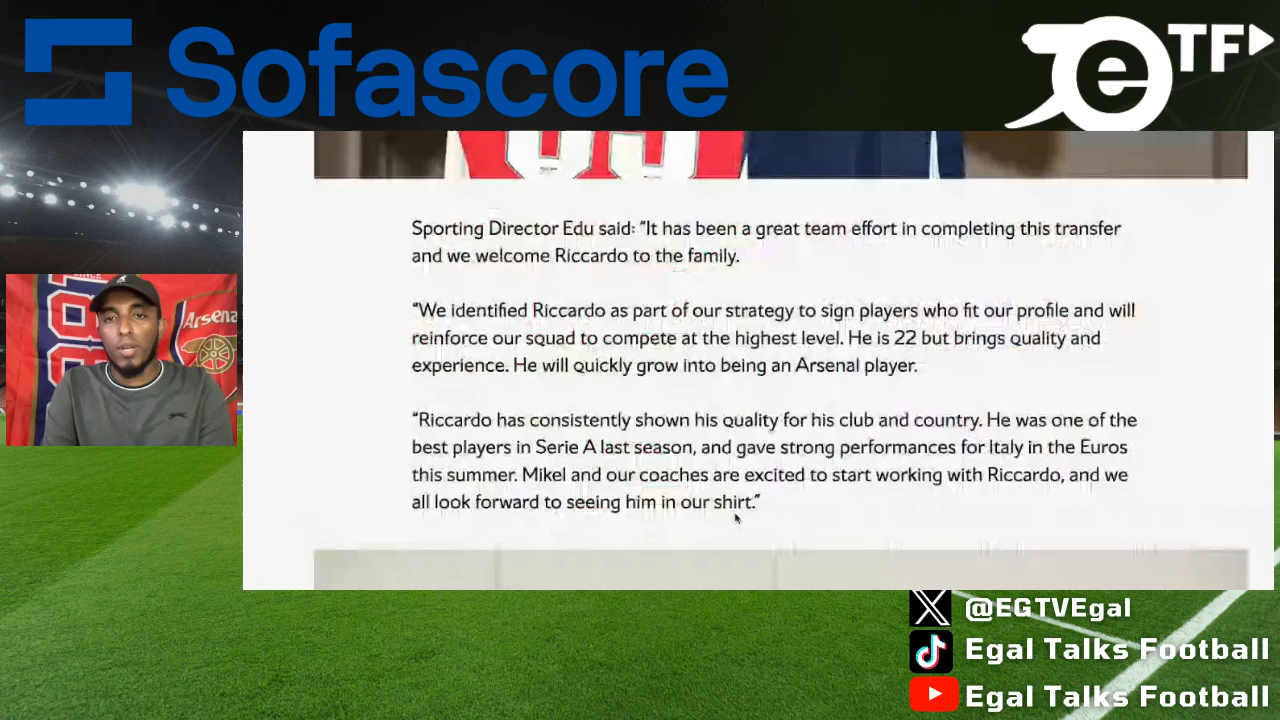 Sofascore
eTF
Arsena
Sporting Director Edu said: “It has been a great team effort in completing this transfer
and we welcome Riccardo to the family.
“We identified Riccardo as part of our strategy to sign players who fit our profile and will
reinforce our squad to compete at the highest level. He is 22 but brings quality and
experience. He will quickly grow into being an Arsenal player.
“Riccardo has consistently shown his quality for his club and country. He was one of the
best players in Serie A last season, and gave strong performances for Italy in the Euros
this summer. Mikel and our coaches are excited to start working with Riccardo, and we
all look forward to seeing him in our shirt.”
@EGTVEgal
Egal Talks Football
Egal Talks Football